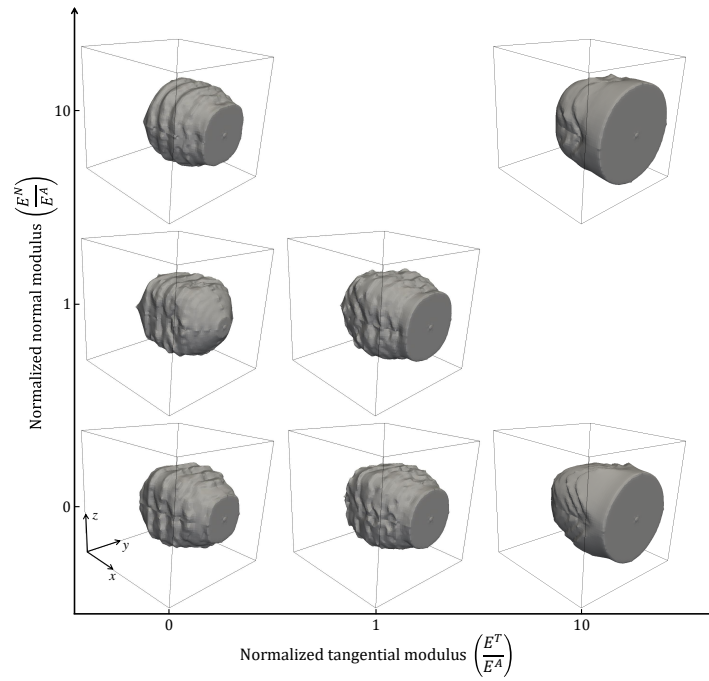 10
Normalized normal modulus (E^N/E^A)
1
0
z
y
x
0
1
10
Normalized tangential modulus (E^T/E^A)